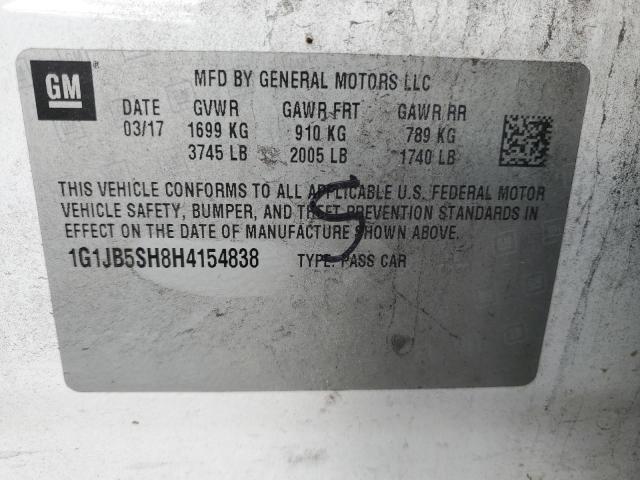 GM
MFD BY GENERAL MOTORS LLC
DATE GVWR GAWR FRT GAWR RR
03/17 1699 KG 910 KG 789 KG
3745 LB 2005 LB 1740 LB
THIS VEHICLE CONFORMS TO ALL APPLICABLE U.S. FEDERAL MOTOR
VEHICLE SAFETY, BUMPER, AND THEFT PREVENTION STANDARDS IN
EFFECT ON THE DATE OF MANUFACTURE SHOWN ABOVE.
1G1JB5SH8H4154838 TYPE: PASS CAR